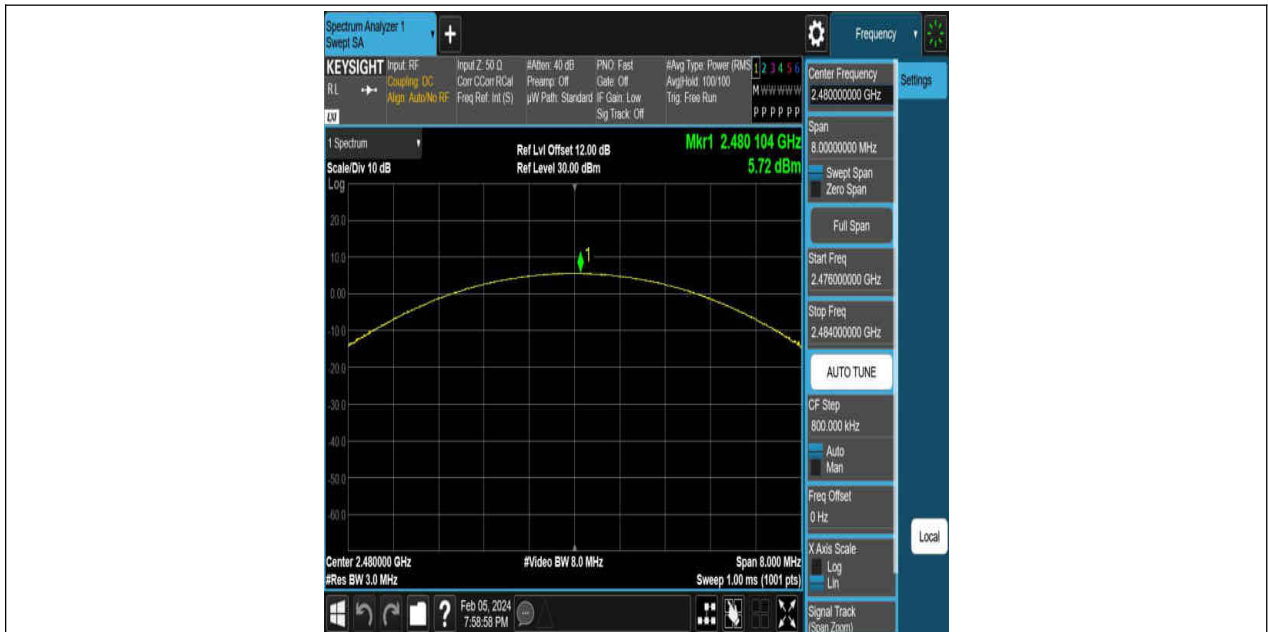 Spectrum Analyzer 1
Swept SA
+
Frequency
KEYSIGHT
RL
LXI
Input: RF
Coupling: DC
Align: Auto/No RF
Input Z: 50 Ω
Corr CCorr RCal
Freq Ref: Int (S)
#Atten: 40 dB
Preamp: Off
µW Path: Standard
PNO: Fast
Gate: Off
IF Gain: Low
Sig Track: Off
#Avg Type: Power (RMS
Avg|Hold: 100/100
Trig: Free Run
1 2 3 4 5 6
M W W W W W
P P P P P P
1 Spectrum
Scale/Div 10 dB
Ref Lvl Offset 12.00 dB
Ref Level 30.00 dBm
Mkr1 2.480 104 GHz
5.72 dBm
Log
20.0
10.0
0.00
-10.0
-20.0
-30.0
-40.0
-50.0
-60.0
1
Center 2.480000 GHz
#Res BW 3.0 MHz
#Video BW 8.0 MHz
Span 8.000 MHz
Sweep 1.00 ms (1001 pts)
Feb 05, 2024
7:58:58 PM
?
Center Frequency
2.480000000 GHz
Settings
Span
8.00000000 MHz
Swept Span
Zero Span
Full Span
Start Freq
2.476000000 GHz
Stop Freq
2.484000000 GHz
AUTO TUNE
CF Step
800.000 kHz
Auto
Man
Freq Offset
0 Hz
X Axis Scale
Log
Lin
Signal Track
(Span Zoom)
Local